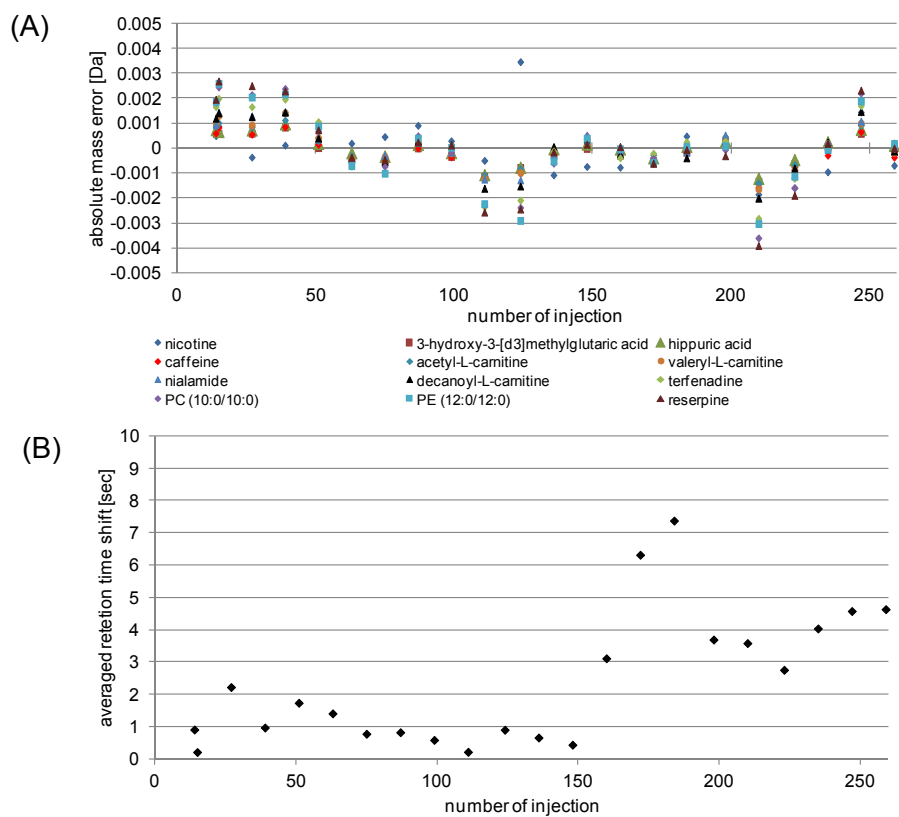 (A)
absolute mass error [Da]
0.005
0.004
0.003
0.002
0.001
0
-0.001
-0.002
-0.003
-0.004
-0.005
0 50 100 150 200 250
number of injection
nicotine 3-hydroxy-3-[d3]methylglutaric acid hippuric acid
caffeine acetyl-L-carnitine valeryl-L-carnitine
nialamide decanoyl-L-carnitine terfenadine
PC (10:0/10:0) PE (12:0/12:0) reserpine
(B)
averaged retetion time shift [sec]
10
9
8
7
6
5
4
3
2
1
0
0 50 100 150 200 250
number of injection